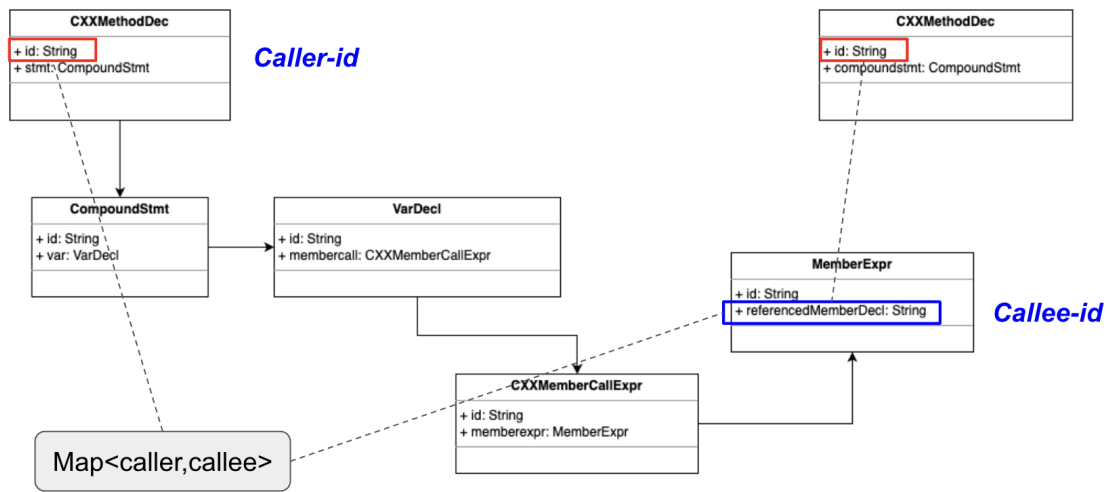 CXXMethodDec
+ id: String
+ stmt: CompoundStmt
Caller-id
CXXMethodDec
+ id: String
+ compoundstmt: CompoundStmt
CompoundStmt
+ id: String
+ var: VarDecl
VarDecl
+ id: String
+ membercall: CXXMemberCallExpr
MemberExpr
+ id: String
+ referencedMemberDecl: String
Callee-id
CXXMemberCallExpr
+ id: String
+ memberexpr: MemberExpr
Map<caller,callee>